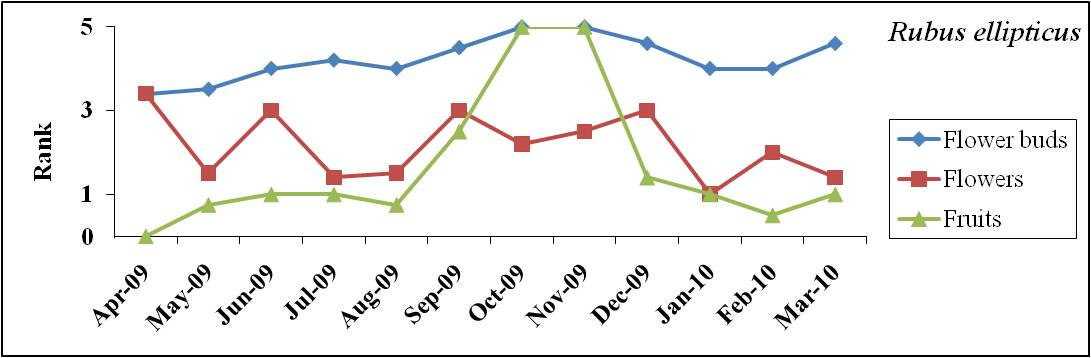 Rubus ellipticus
5
3
1
0
Rank
Apr-09
May-09
Jun-09
Jul-09
Aug-09
Sep-09
Oct-09
Nov-09
Dec-09
Jan-10
Feb-10
Mar-10
Flower buds
Flowers
Fruits